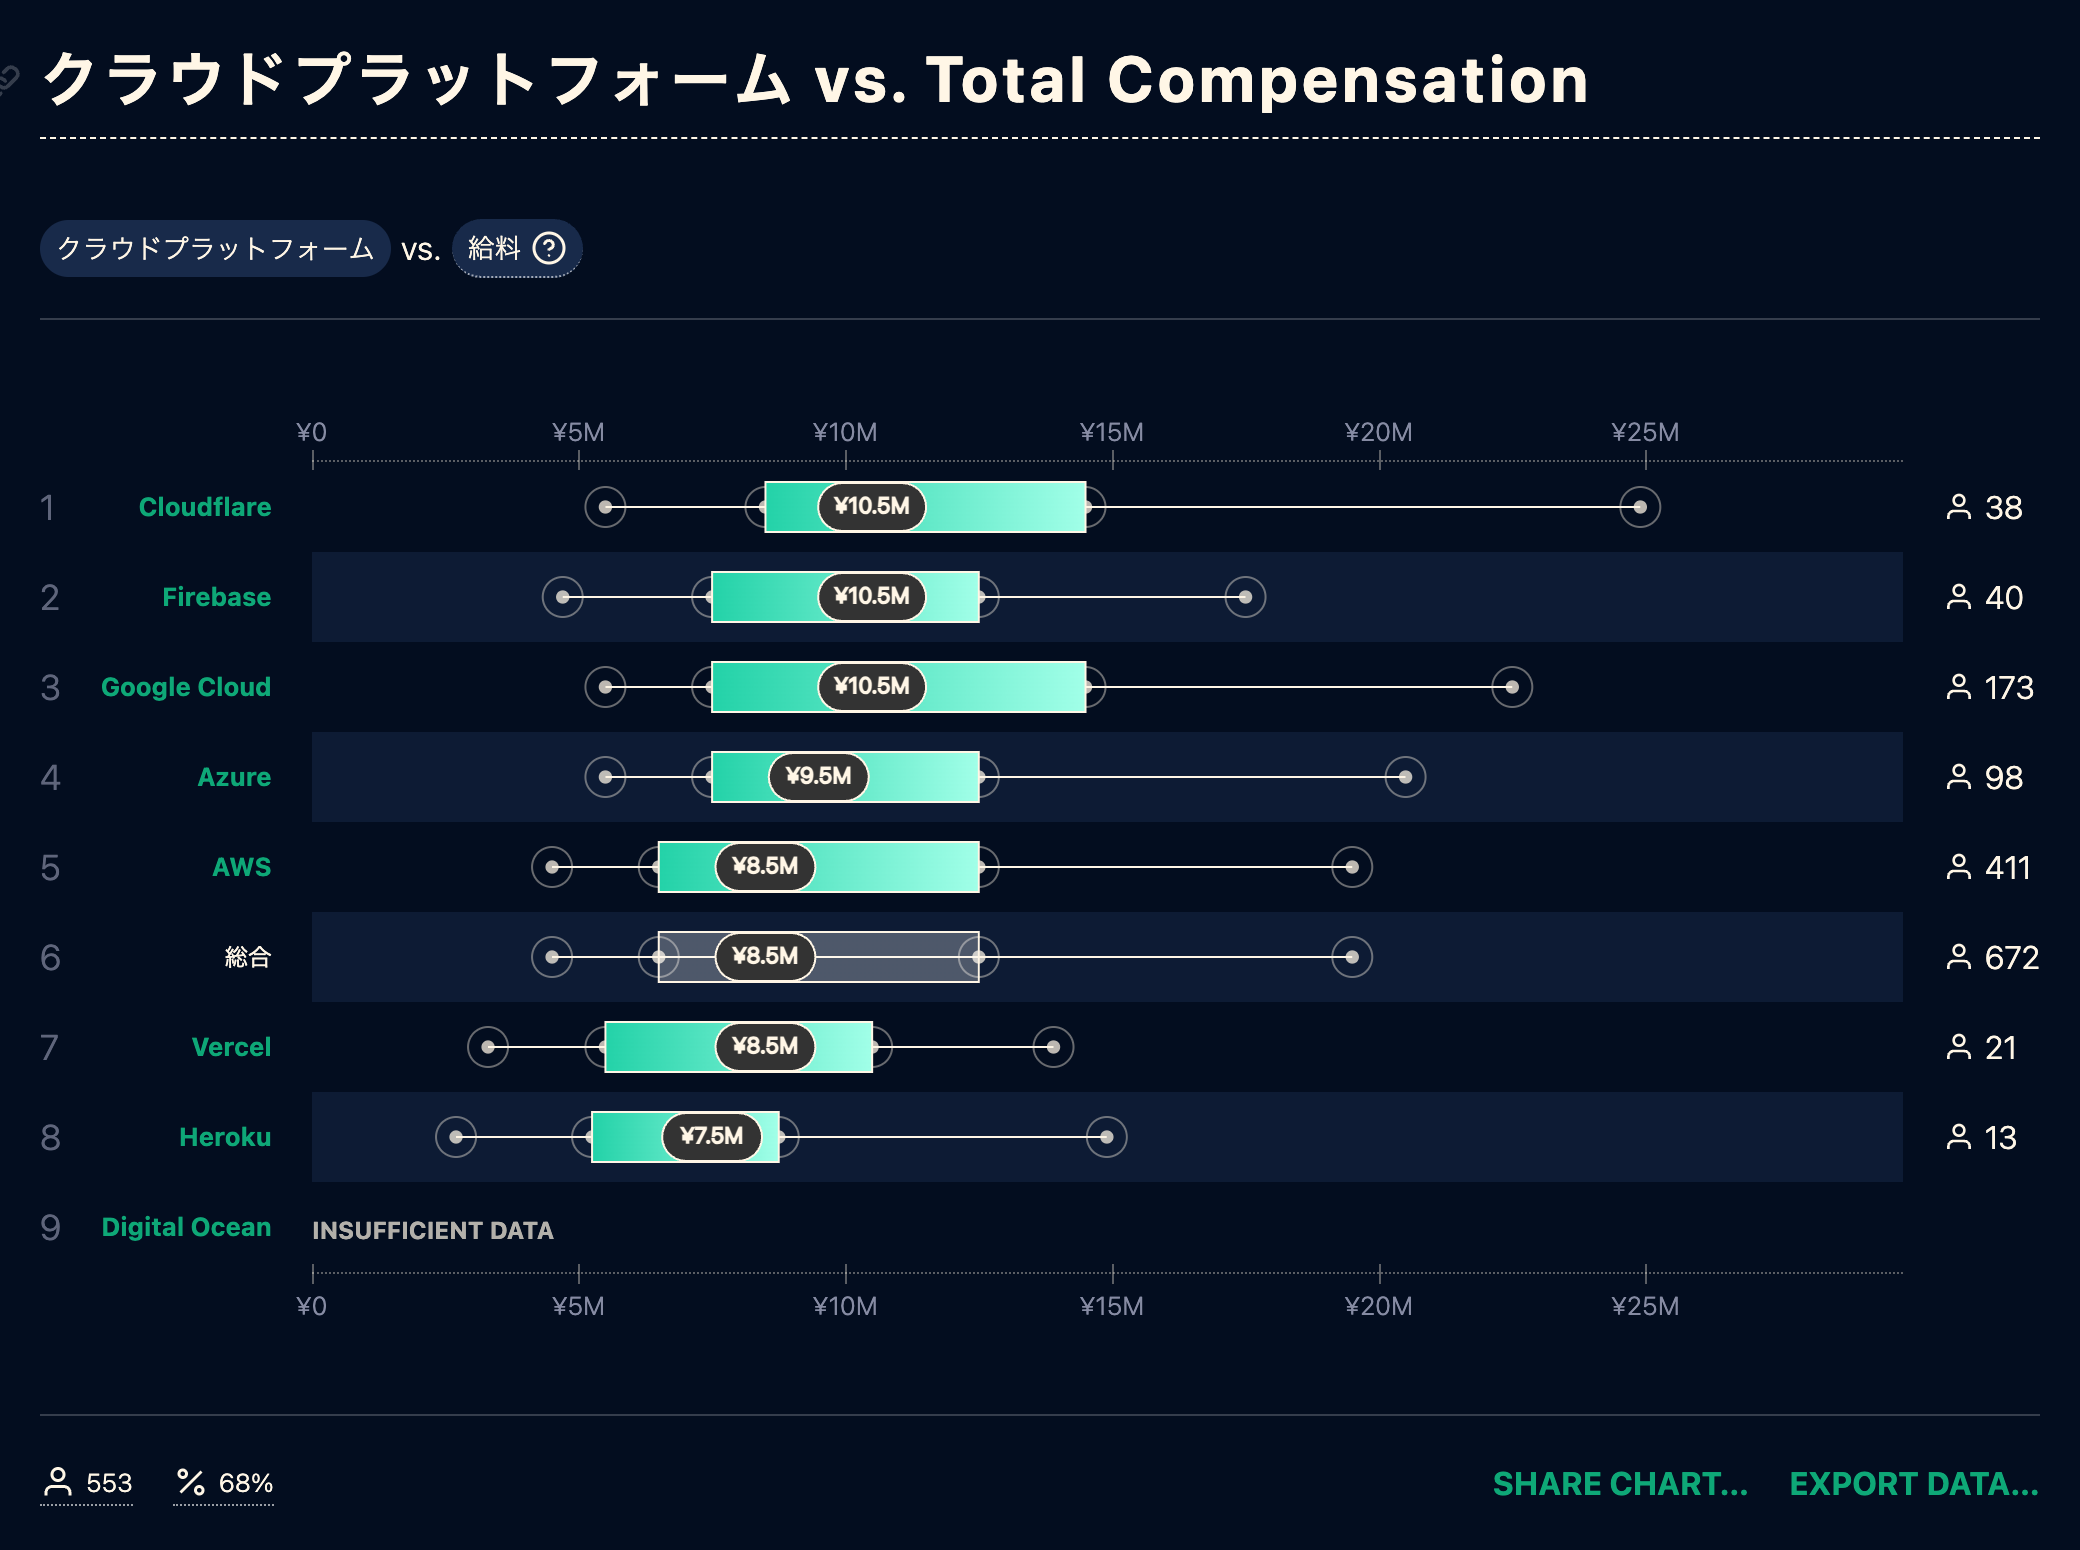 クラウドプラットフォーム vs. Total Compensation
クラウドプラットフォーム vs. 給料 ?
¥0 ¥5M ¥10M ¥15M ¥20M ¥25M
1 Cloudflare ¥10.5M 38
2 Firebase ¥10.5M 40
3 Google Cloud ¥10.5M 173
4 Azure ¥9.5M 98
5 AWS ¥8.5M 411
6 総合 ¥8.5M 672
7 Vercel ¥8.5M 21
8 Heroku ¥7.5M 13
9 Digital Ocean INSUFFICIENT DATA
¥0 ¥5M ¥10M ¥15M ¥20M ¥25M
553 % 68% SHARE CHART... EXPORT DATA...